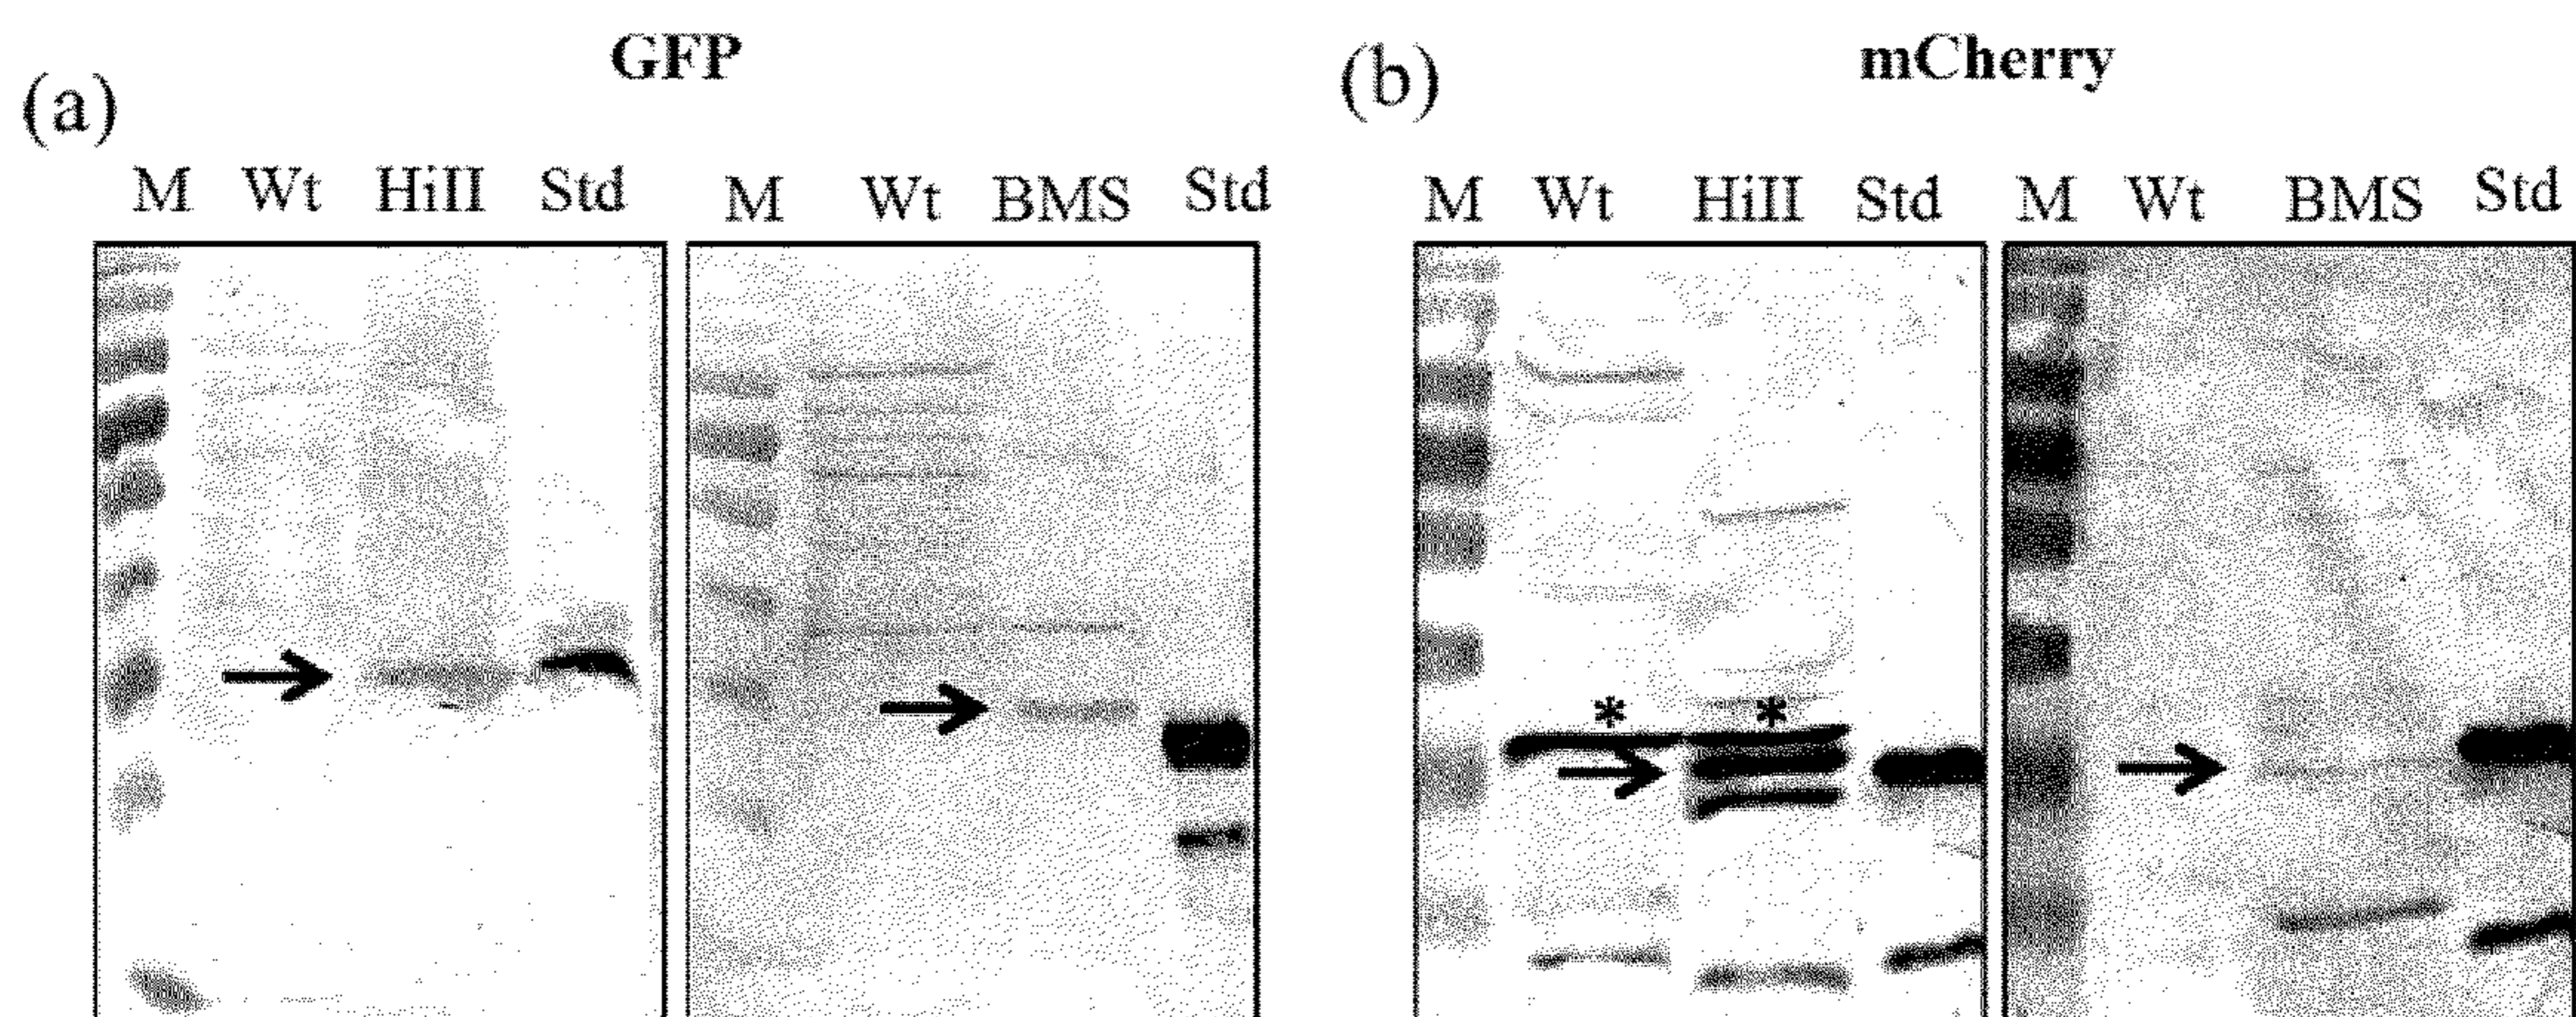 GFP
(a)
M Wt HiII Std
M Wt BMS Std
*
*
mCherry
(b)
M Wt HiII Std
M Wt BMS Std